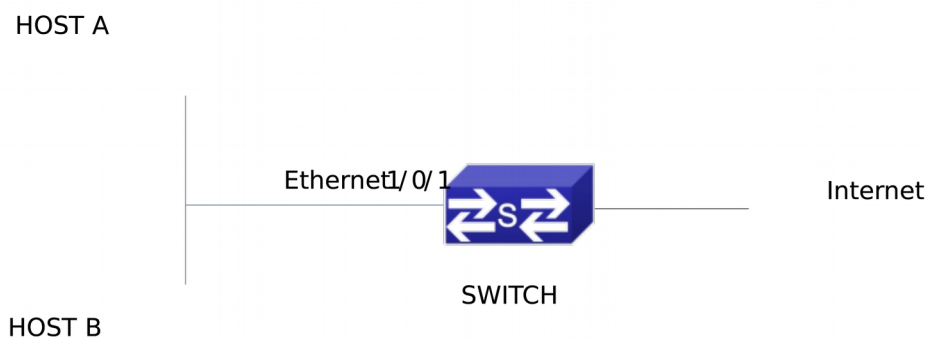 HOST A
Ethernet1/0/1
Internet
S
SWITCH
HOST B